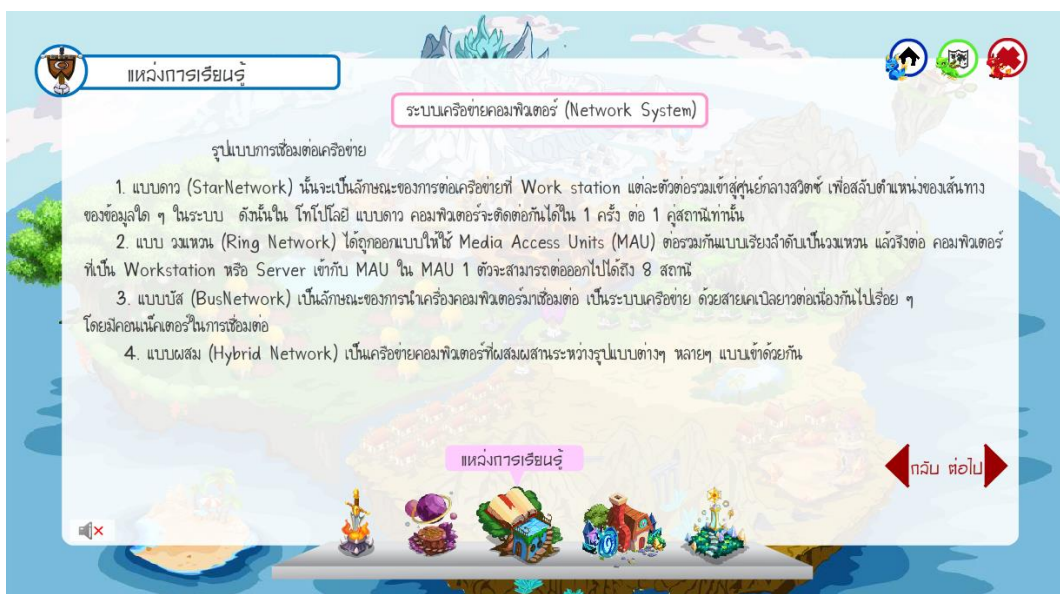 แหล่งการเรียนรู้
ระบบเครือข่ายคอมพิวเตอร์ (Network System)
รูปแบบการเชื่อมต่อเครือข่าย
1. แบบดาว (StarNetwork) นั้นจะเป็นลักษณะของการต่อเครือข่ายที่ Work station แต่ละตัวต่อรวมเข้าสู่ศูนย์กลางสวิตซ์ เพื่อสลับตำแหน่งของเส้นทาง
ของข้อมูลใด ๆ ในระบบ ดังนั้นใน โทโปโลยี แบบดาว คอมพิวเตอร์จะติดต่อกันได้ใน 1 ครั้ง ต่อ 1 คู่สถานีเท่านั้น
2. แบบ วงแหวน (Ring Network) ได้ถูกออกแบบให้ใช้ Media Access Units (MAU) ต่อรวมกันแบบเรียงลำดับเป็นวงแหวน แล้วจึงต่อ คอมพิวเตอร์
ที่เป็น Workstation หรือ Server เข้ากับ MAU ใน MAU 1 ตัวจะสามารถต่อออกไปได้ถึง 8 สถานี
3. แบบบัส (BusNetwork) เป็นลักษณะของการนำเครื่องคอมพิวเตอร์มาเชื่อมต่อ เป็นระบบเครือข่าย ด้วยสายเคเบิลยาวต่อเนื่องกันไปเรื่อย ๆ
โดยมีคอนเน็คเตอร์ในการเชื่อมต่อ
4. แบบผสม (Hybrid Network) เป็นเครือข่ายคอมพิวเตอร์ที่ผสมผสานระหว่างรูปแบบต่างๆ หลายๆ แบบเข้าด้วยกัน
แหล่งการเรียนรู้
กลับ ต่อไป